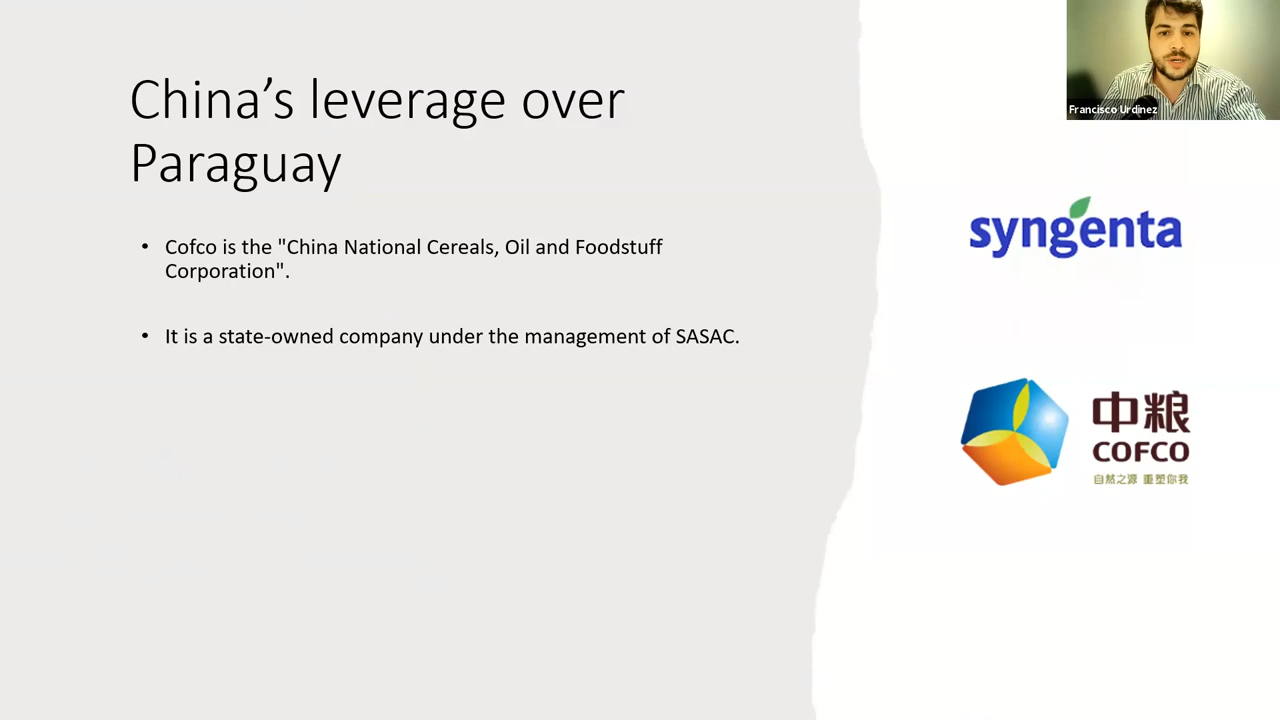 China’s leverage over
Paraguay
• Cofco is the "China National Cereals, Oil and Foodstuff
Corporation".
• It is a state-owned company under the management of SASAC.
Francisco Urdinez
syngenta
中粮
COFCO
自然之源 重塑你我